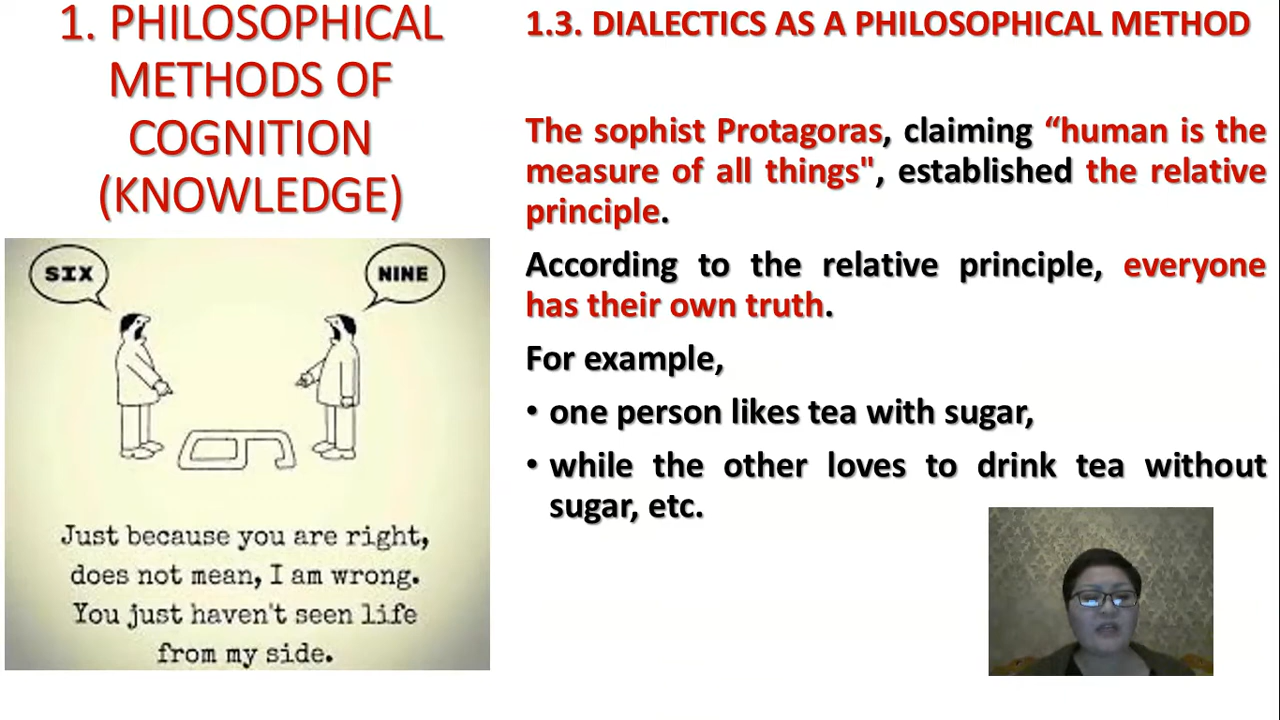 1. PHILOSOPHICAL
METHODS OF
COGNITION
(KNOWLEDGE)
SIX
NINE
Just because you are right,
does not mean, I am wrong.
You just haven't seen life
from my side.
1.3. DIALECTICS AS A PHILOSOPHICAL METHOD
The sophist Protagoras, claiming “human is the
measure of all things", established the relative
principle.
According to the relative principle, everyone
has their own truth.
For example,
• one person likes tea with sugar,
• while the other loves to drink tea without
sugar, etc.